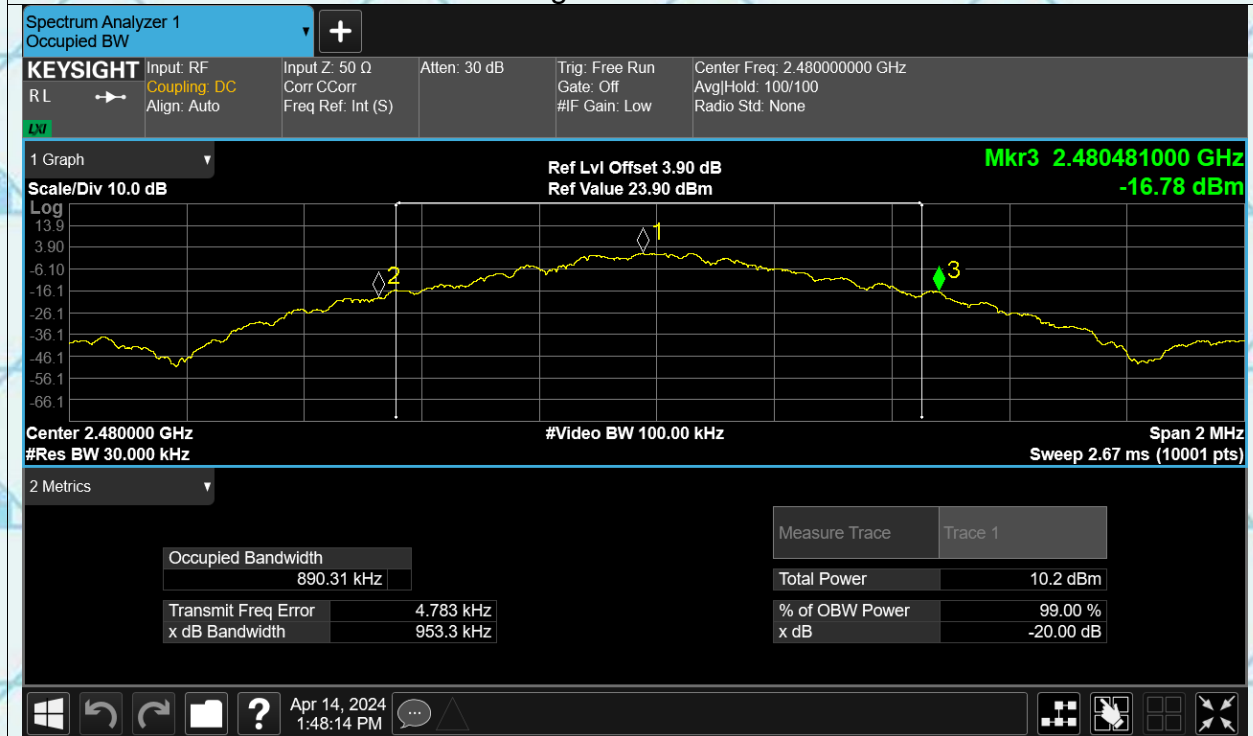 Spectrum Analyzer 1
Occupied BW
KEYSIGHT
R L
LXI
Input: RF
Coupling: DC
Align: Auto
Input Z: 50 Ω
Corr CCorr
Freq Ref: Int (S)
Atten: 30 dB
Trig: Free Run
Gate: Off
#IF Gain: Low
Center Freq: 2.480000000 GHz
Avg|Hold: 100/100
Radio Std: None
1 Graph
Scale/Div 10.0 dB
Ref Lvl Offset 3.90 dB
Ref Value 23.90 dBm
Mkr3 2.480481000 GHz
-16.78 dBm
Log
13.9
3.90
-6.10
-16.1
-26.1
-36.1
-46.1
-56.1
-66.1
1
2
3
Center 2.480000 GHz
#Res BW 30.000 kHz
#Video BW 100.00 kHz
Span 2 MHz
Sweep 2.67 ms (10001 pts)
2 Metrics
Measure Trace Trace 1
Occupied Bandwidth
890.31 kHz
Total Power 10.2 dBm
Transmit Freq Error 4.783 kHz
% of OBW Power 99.00 %
x dB Bandwidth 953.3 kHz
x dB -20.00 dB
?
Apr 14, 2024
1:48:14 PM